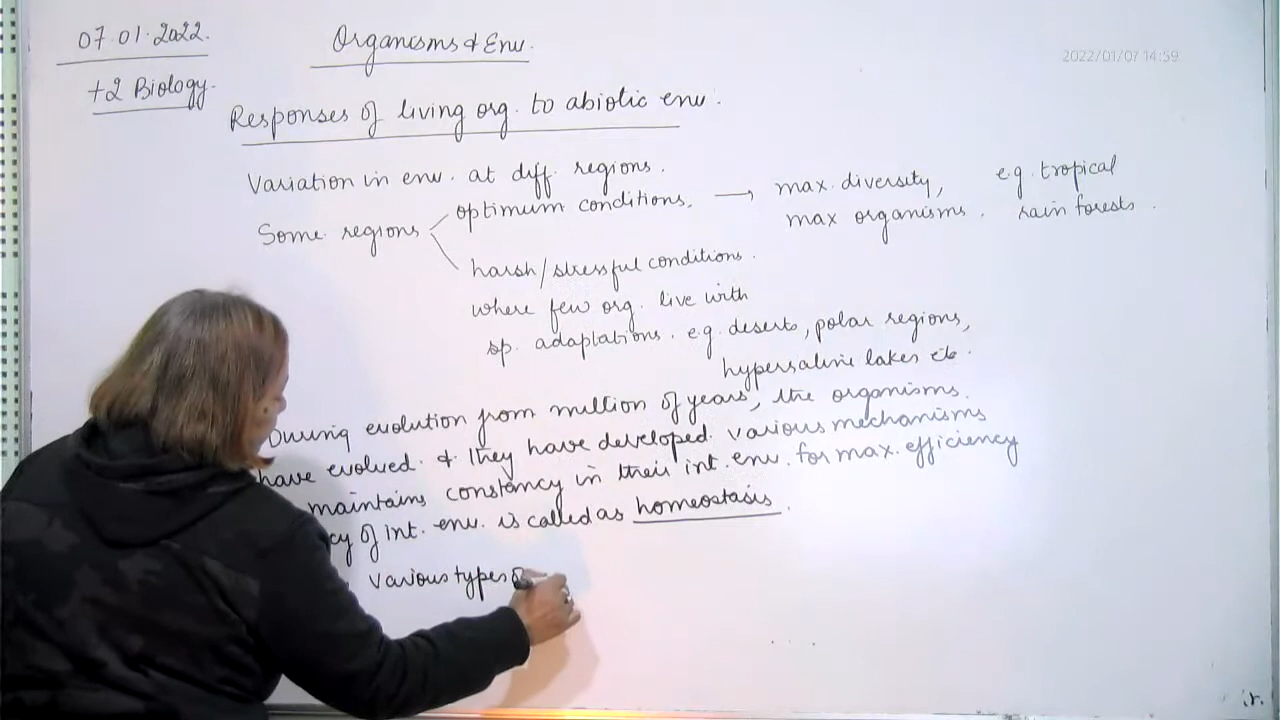 07.01.2022.
Organisms & Env.
2022/01/07 14:59
+2 Biology.
Responses of living org. to abiotic env.
Variation in env. at diff. regions.
Some regions
optimum conditions. → max. diversity, e.g. tropical
max organisms. rain forests.
harsh/stressful conditions.
where few org. live with
sp. adaptations. e.g. deserts, polar regions,
hypersaline lakes etc.
During evolution from million of years, the organisms.
have evolved. & they have developed. various mechanisms
maintains constancy in their int. env. for max. efficiency
cy of int. env. is called as homeostasis.
various types